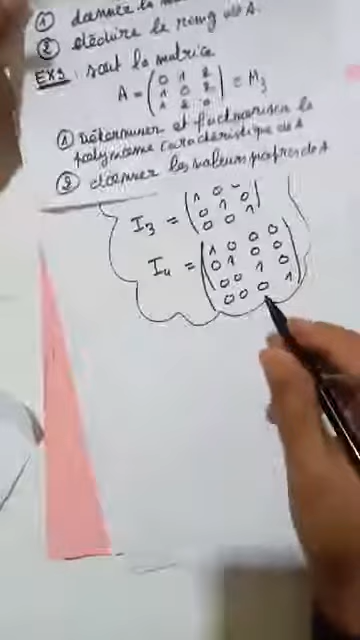 ① donner la
② déduire le rang de A.
EX3: soit la matrice
A = (0 1 2
1 0 2
1 2 0) ∈ M3
① Déterminer et factoriser le
polynôme caractéristique de A
② donner les valeurs propres de A
I3 = (1 0 0
0 1 0
0 0 1)
I4 = (1 0 0 0
0 1 0 0
0 0 1 0
0 0 0 1)